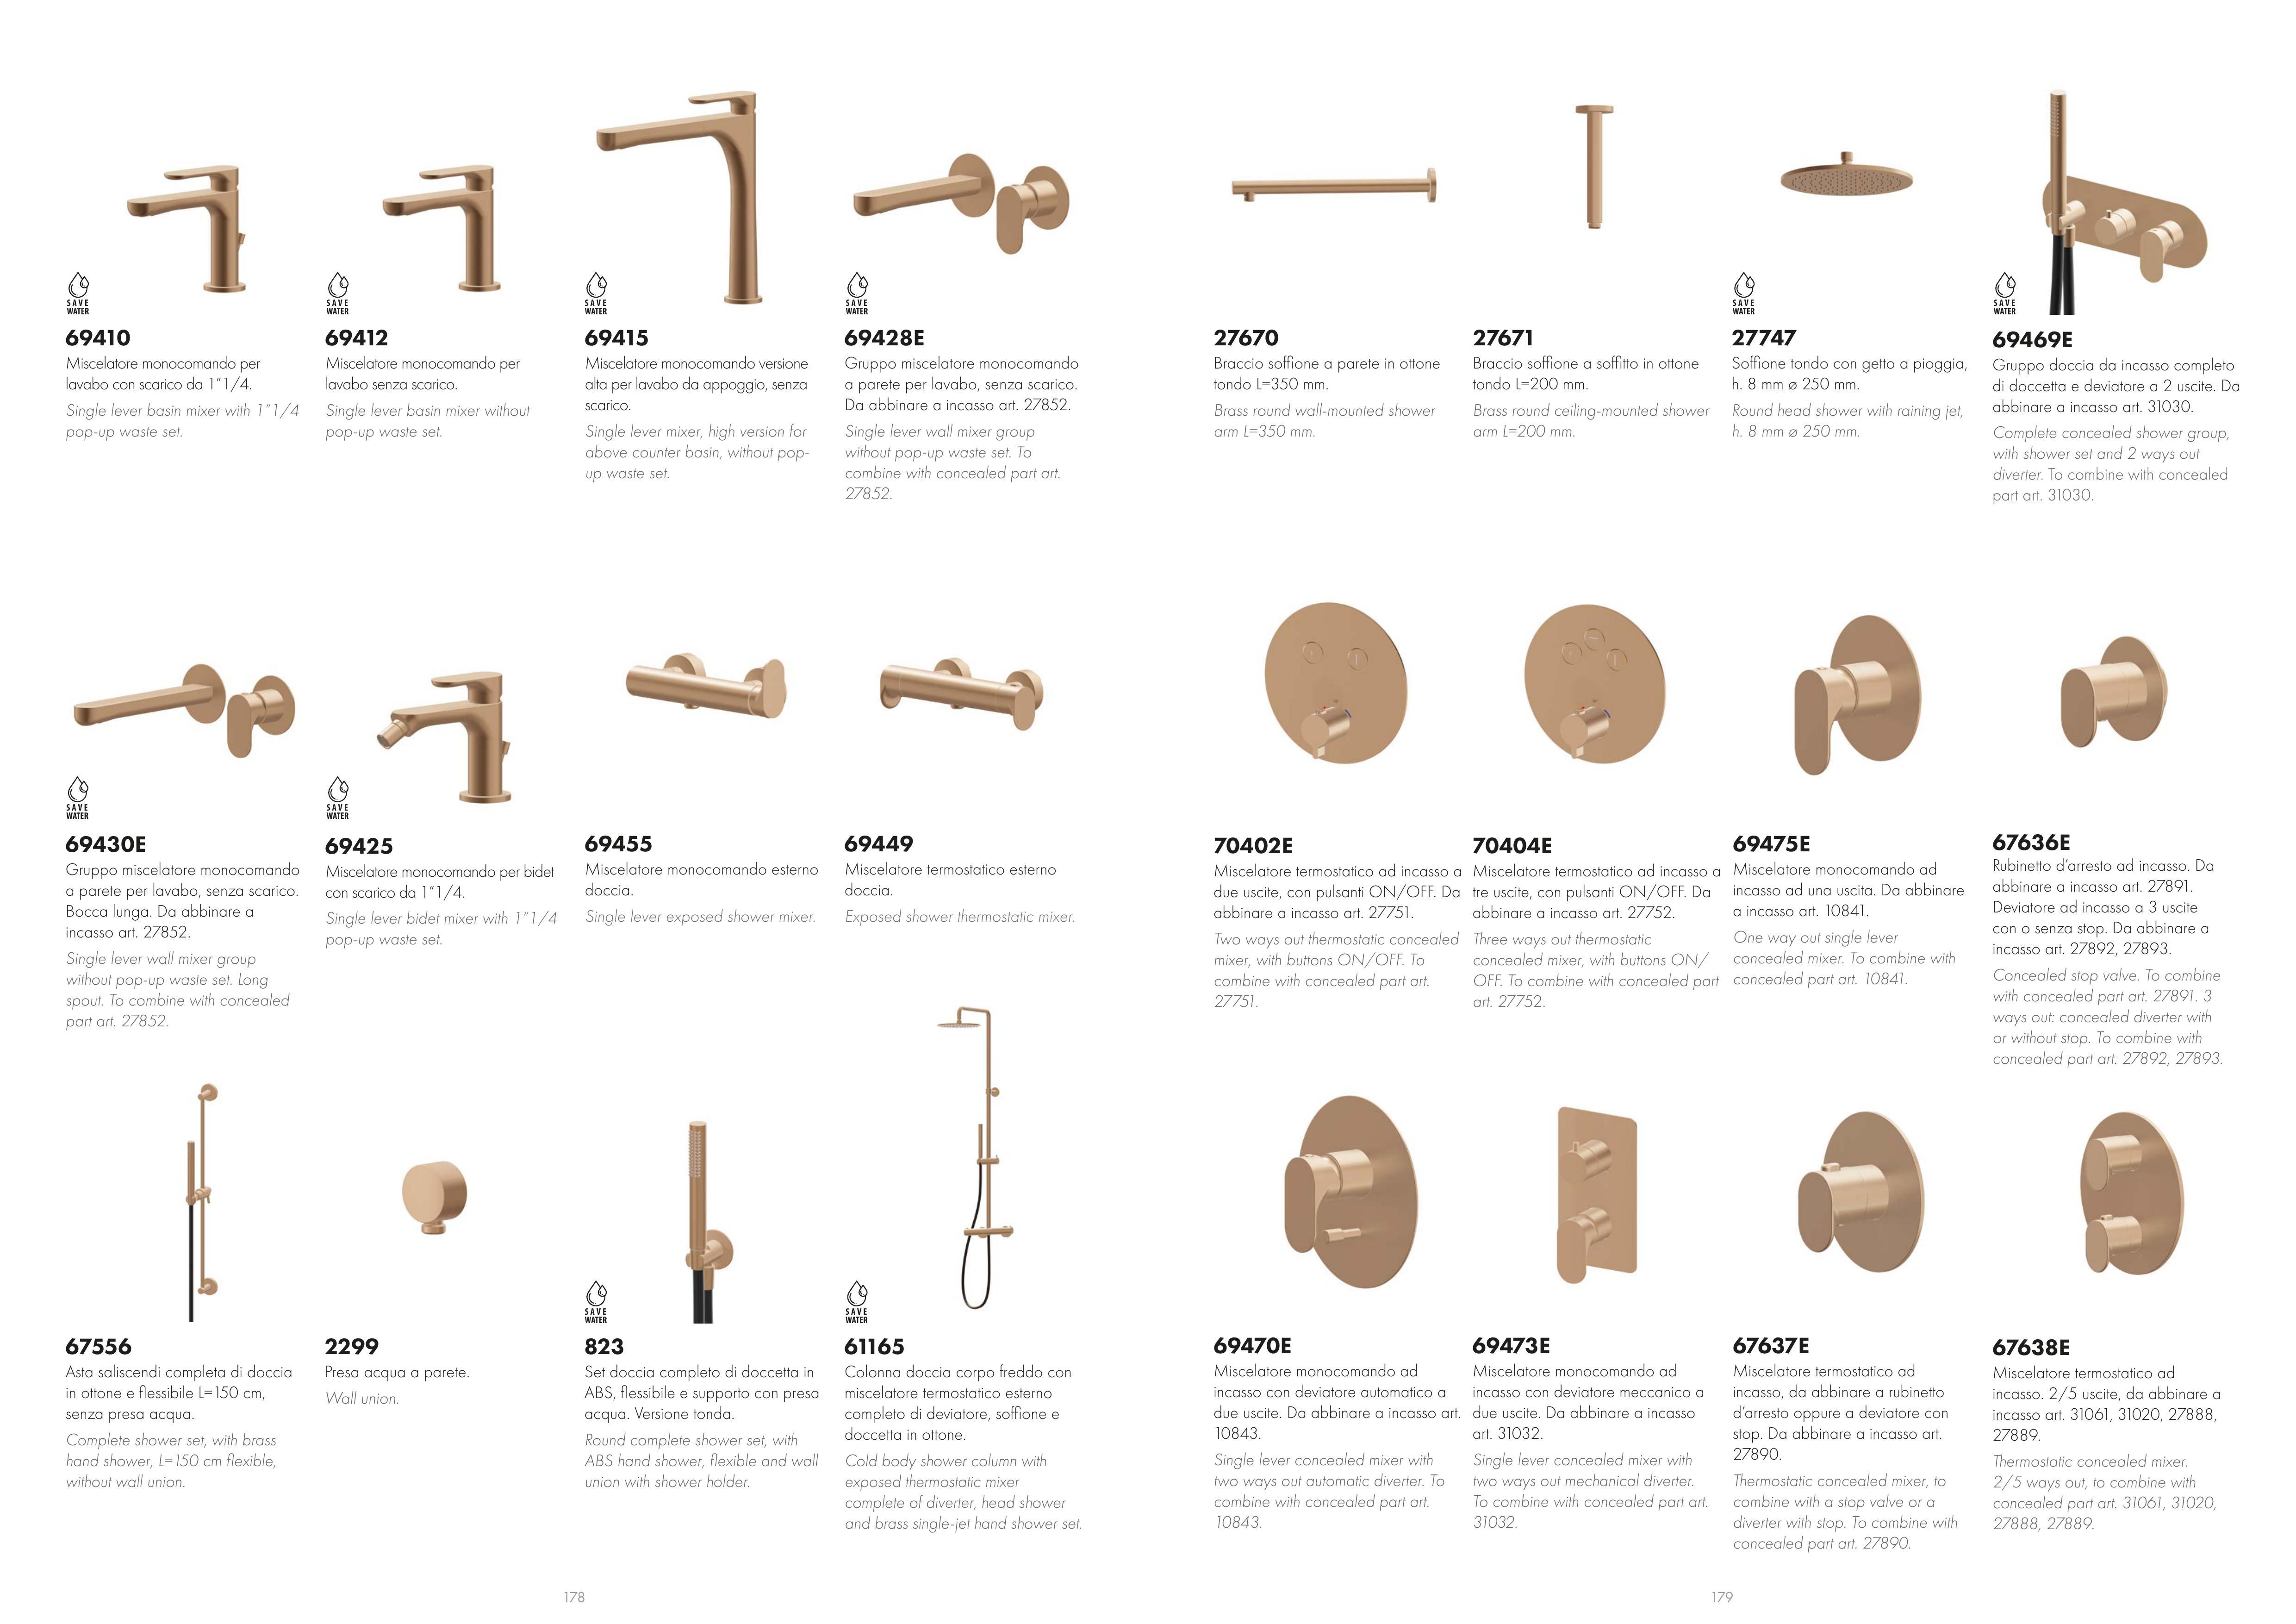 SAVE
WATER
69410
Miscelatore monocomando per
lavabo con scarico da 1”1/4.
Single lever basin mixer with 1”1/4
pop-up waste set.
SAVE
WATER
69412
Miscelatore monocomando per
lavabo senza scarico.
Single lever basin mixer without
pop-up waste set.
SAVE
WATER
69415
Miscelatore monocomando versione
alta per lavabo da appoggio, senza
scarico.
Single lever mixer, high version for
above counter basin, without pop-
up waste set.
SAVE
WATER
69428E
Gruppo miscelatore monocomando
a parete per lavabo, senza scarico.
Da abbinare a incasso art. 27852.
Single lever wall mixer group
without pop-up waste set. To
combine with concealed part art.
27852.
SAVE
WATER
69430E
Gruppo miscelatore monocomando
a parete per lavabo, senza scarico.
Bocca lunga. Da abbinare a
incasso art. 27852.
Single lever wall mixer group
without pop-up waste set. Long
spout. To combine with concealed
part art. 27852.
SAVE
WATER
69425
Miscelatore monocomando per bidet
con scarico da 1”1/4.
Single lever bidet mixer with 1”1/4
pop-up waste set.
69455
Miscelatore monocomando esterno
doccia.
Single lever exposed shower mixer.
69449
Miscelatore termostatico esterno
doccia.
Exposed shower thermostatic mixer.
67556
Asta saliscendi completa di doccia
in ottone e flessibile L=150 cm,
senza presa acqua.
Complete shower set, with brass
hand shower, L=150 cm flexible,
without wall union.
2299
Presa acqua a parete.
Wall union.
SAVE
WATER
823
Set doccia completo di doccetta in
ABS, flessibile e supporto con presa
acqua. Versione tonda.
Round complete shower set, with
ABS hand shower, flexible and wall
union with shower holder.
SAVE
WATER
61165
Colonna doccia corpo freddo con
miscelatore termostatico esterno
completo di deviatore, soffione e
doccetta in ottone.
Cold body shower column with
exposed thermostatic mixer
complete of diverter, head shower
and brass single-jet hand shower set.
178
27670
Braccio soffione a parete in ottone
tondo L=350 mm.
Brass round wall-mounted shower
arm L=350 mm.
27671
Braccio soffione a soffitto in ottone
tondo L=200 mm.
Brass round ceiling-mounted shower
arm L=200 mm.
SAVE
WATER
27747
Soffione tondo con getto a pioggia,
h. 8 mm ø 250 mm.
Round head shower with raining jet,
h. 8 mm ø 250 mm.
SAVE
WATER
69469E
Gruppo doccia da incasso completo
di doccetta e deviatore a 2 uscite. Da
abbinare a incasso art. 31030.
Complete concealed shower group,
with shower set and 2 ways out
diverter. To combine with concealed
part art. 31030.
70402E
Miscelatore termostatico ad incasso a
due uscite, con pulsanti ON/OFF. Da
abbinare a incasso art. 27751.
Two ways out thermostatic concealed
mixer, with buttons ON/OFF. To
combine with concealed part art.
27751.
70404E
Miscelatore termostatico ad incasso a
tre uscite, con pulsanti ON/OFF. Da
abbinare a incasso art. 27752.
Three ways out thermostatic
concealed mixer, with buttons ON/
OFF. To combine with concealed part
art. 27752.
69475E
Miscelatore monocomando ad
incasso ad una uscita. Da abbinare
a incasso art. 10841.
One way out single lever
concealed mixer. To combine with
concealed part art. 10841.
67636E
Rubinetto d’arresto ad incasso. Da
abbinare a incasso art. 27891.
Deviatore ad incasso a 3 uscite
con o senza stop. Da abbinare a
incasso art. 27892, 27893.
Concealed stop valve. To combine
with concealed part art. 27891. 3
ways out: concealed diverter with
or without stop. To combine with
concealed part art. 27892, 27893.
69470E
Miscelatore monocomando ad
incasso con deviatore automatico a
due uscite. Da abbinare a incasso art.
10843.
Single lever concealed mixer with
two ways out automatic diverter. To
combine with concealed part art.
10843.
69473E
Miscelatore monocomando ad
incasso con deviatore meccanico a
due uscite. Da abbinare a incasso
art. 31032.
Single lever concealed mixer with
two ways out mechanical diverter.
To combine with concealed part art.
31032.
67637E
Miscelatore termostatico ad
incasso, da abbinare a rubinetto
d’arresto oppure a deviatore con
stop. Da abbinare a incasso art.
27890.
Thermostatic concealed mixer, to
combine with a stop valve or a
diverter with stop. To combine with
concealed part art. 27890.
67638E
Miscelatore termostatico ad
incasso. 2/5 uscite, da abbinare a
incasso art. 31061, 31020, 27888,
27889.
Thermostatic concealed mixer.
2/5 ways out, to combine with
concealed part art. 31061, 31020,
27888, 27889.
179